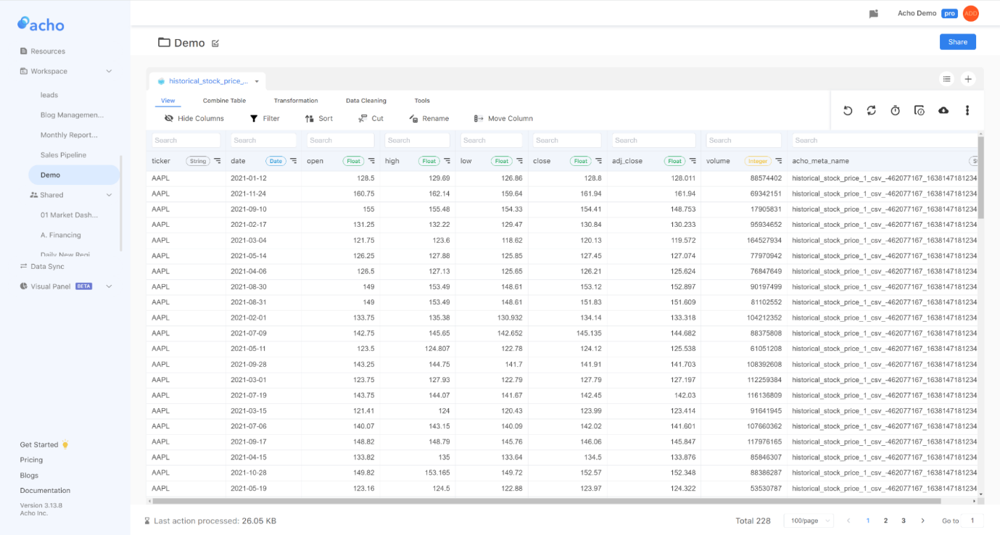 acho
Acho Demo pro ADD
Resources
Workspace
leads
Blog Managemen...
Monthly Report...
Sales Pipeline
Demo
Shared
01 Market Dash...
A. Financing
Daily New Regi
Data Sync
Visual Panel BETA
Get Started
Pricing
Blogs
Documentation
Version 3.13.8
Acho Inc.
Demo
Share
historical_stock_price_...
View Combine Table Transformation Data Cleaning Tools
Hide Columns Filter Sort Cut Rename Move Column
Search Search Search Search Search Search Search Search Search
ticker String date Date open Float high Float low Float close Float adj_close Float volume Integer acho_meta_name
AAPL 2021-01-12 128.5 129.69 126.86 128.8 128.011 88574402 historical_stock_price_1_csv_-462077167_1638147181234
AAPL 2021-11-24 160.75 162.14 159.64 161.94 161.94 69342151 historical_stock_price_1_csv_-462077167_1638147181234
AAPL 2021-09-10 155 155.48 154.33 154.41 148.753 17905831 historical_stock_price_1_csv_-462077167_1638147181234
AAPL 2021-02-17 131.25 132.22 129.47 130.84 130.233 95934652 historical_stock_price_1_csv_-462077167_1638147181234
AAPL 2021-03-04 121.75 123.6 118.62 120.13 119.572 164527934 historical_stock_price_1_csv_-462077167_1638147181234
AAPL 2021-05-14 126.25 127.88 125.85 127.45 127.074 77970942 historical_stock_price_1_csv_-462077167_1638147181234
AAPL 2021-04-06 126.5 127.13 125.65 126.21 125.624 76847649 historical_stock_price_1_csv_-462077167_1638147181234
AAPL 2021-08-30 149 153.49 148.61 153.12 152.897 90197499 historical_stock_price_1_csv_-462077167_1638147181234
AAPL 2021-08-31 149 153.49 148.61 151.83 151.609 81102552 historical_stock_price_1_csv_-462077167_1638147181234
AAPL 2021-02-01 133.75 135.38 130.932 134.14 133.318 104212352 historical_stock_price_1_csv_-462077167_1638147181234
AAPL 2021-07-09 142.75 145.65 142.652 145.135 144.682 88375808 historical_stock_price_1_csv_-462077167_1638147181234
AAPL 2021-05-11 123.5 124.807 122.78 124.12 125.538 61051208 historical_stock_price_1_csv_-462077167_1638147181234
AAPL 2021-09-28 143.25 144.75 141.7 141.91 141.703 108392608 historical_stock_price_1_csv_-462077167_1638147181234
AAPL 2021-03-01 123.75 127.93 122.79 127.79 127.197 112259384 historical_stock_price_1_csv_-462077167_1638147181234
AAPL 2021-07-19 143.75 144.07 141.67 142.45 142.03 116136809 historical_stock_price_1_csv_-462077167_1638147181234
AAPL 2021-03-15 121.41 124 120.43 123.99 123.414 91641945 historical_stock_price_1_csv_-462077167_1638147181234
AAPL 2021-07-06 140.07 143.15 140.09 142.02 141.601 107660362 historical_stock_price_1_csv_-462077167_1638147181234
AAPL 2021-09-17 148.82 148.79 145.76 146.06 145.847 117976165 historical_stock_price_1_csv_-462077167_1638147181234
AAPL 2021-04-15 133.82 135 133.64 134.5 133.876 85846307 historical_stock_price_1_csv_-462077167_1638147181234
AAPL 2021-10-28 149.82 153.165 149.72 152.57 152.348 88386287 historical_stock_price_1_csv_-462077167_1638147181234
AAPL 2021-05-19 123.16 124.5 122.88 123.97 124.322 53530787 historical_stock_price_1_csv_-462077167_1638147181234
Last action processed: 26.05 KB Total 228 100/page 1 2 3 Go to 1